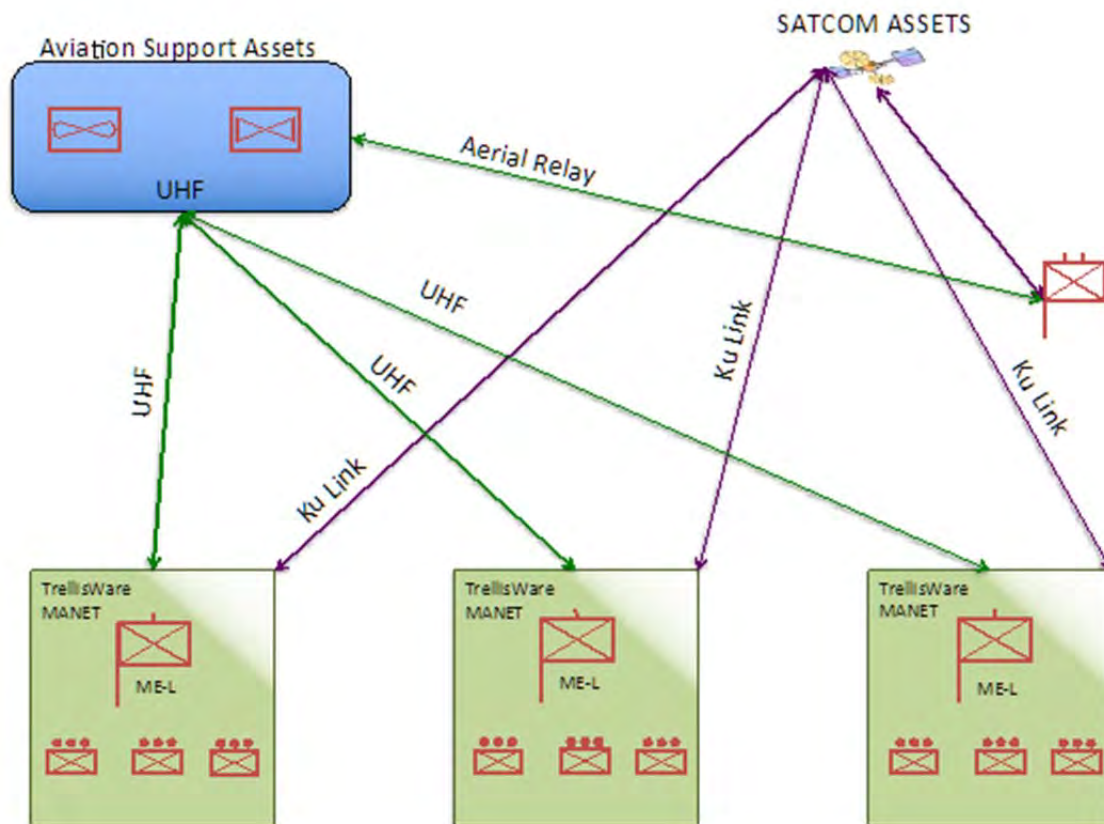 SATCOM ASSETS
Aviation Support Assets
UHF
Aerial Relay
UHF
UHF
UHF
Ku Link
Ku Link
Ku Link
TrellisWare
MANET
ME-L
TrellisWare
MANET
ME-L
TrellisWare
MANET
ME-L